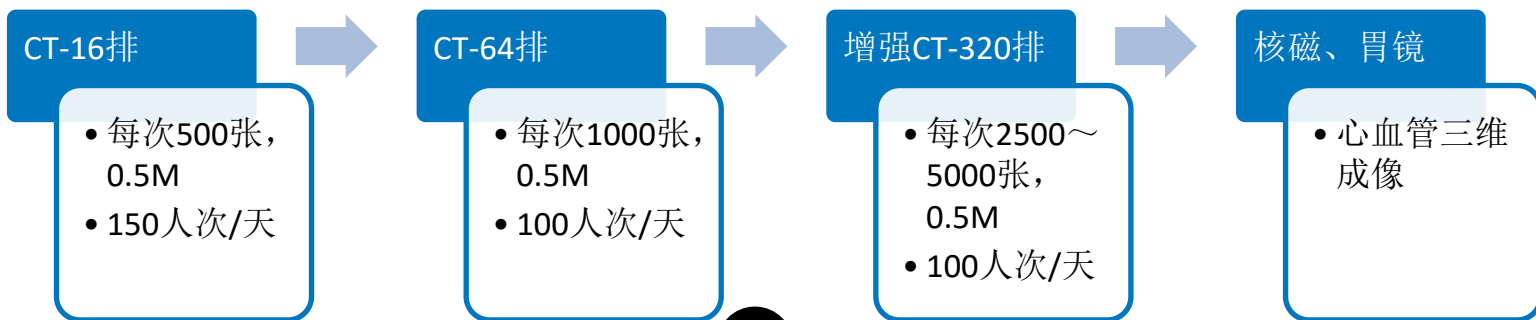 CT-16排
• 每次500张，
0.5M
• 150人次/天
CT-64排
• 每次1000张，
0.5M
• 100人次/天
增强CT-320排
• 每次2500～
5000张，
0.5M
• 100人次/天
核磁、胃镜
• 心血管三维
成像